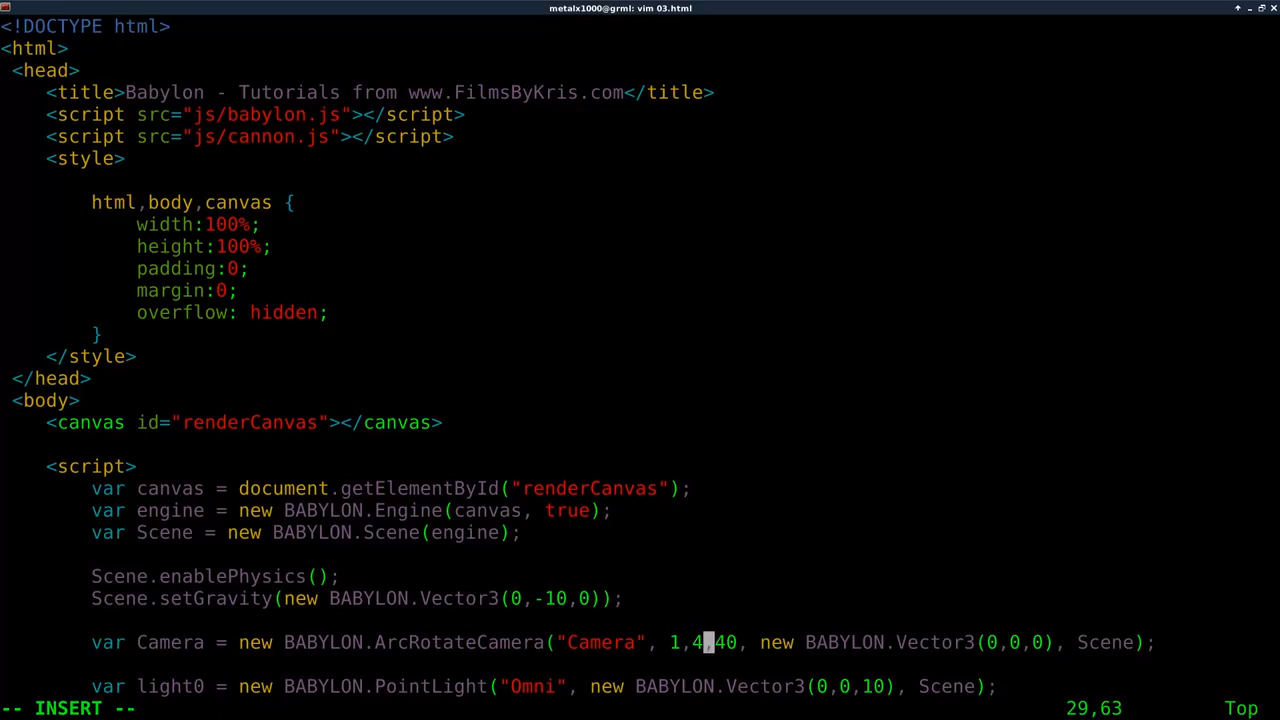 metalx1000@grml: vim 03.html
<!DOCTYPE html>
<html>
<head>
<title>Babylon - Tutorials from www.FilmsByKris.com</title>
<script src="js/babylon.js"></script>
<script src="js/cannon.js"></script>
<style>
html,body,canvas {
width:100%;
height:100%;
padding:0;
margin:0;
overflow: hidden;
}
</style>
</head>
<body>
<canvas id="renderCanvas"></canvas>
<script>
var canvas = document.getElementById("renderCanvas");
var engine = new BABYLON.Engine(canvas, true);
var Scene = new BABYLON.Scene(engine);
Scene.enablePhysics();
Scene.setGravity(new BABYLON.Vector3(0,-10,0));
var Camera = new BABYLON.ArcRotateCamera("Camera", 1,4,40, new BABYLON.Vector3(0,0,0), Scene);
var light0 = new BABYLON.PointLight("Omni", new BABYLON.Vector3(0,0,10), Scene);
-- INSERT -- 29,63 Top